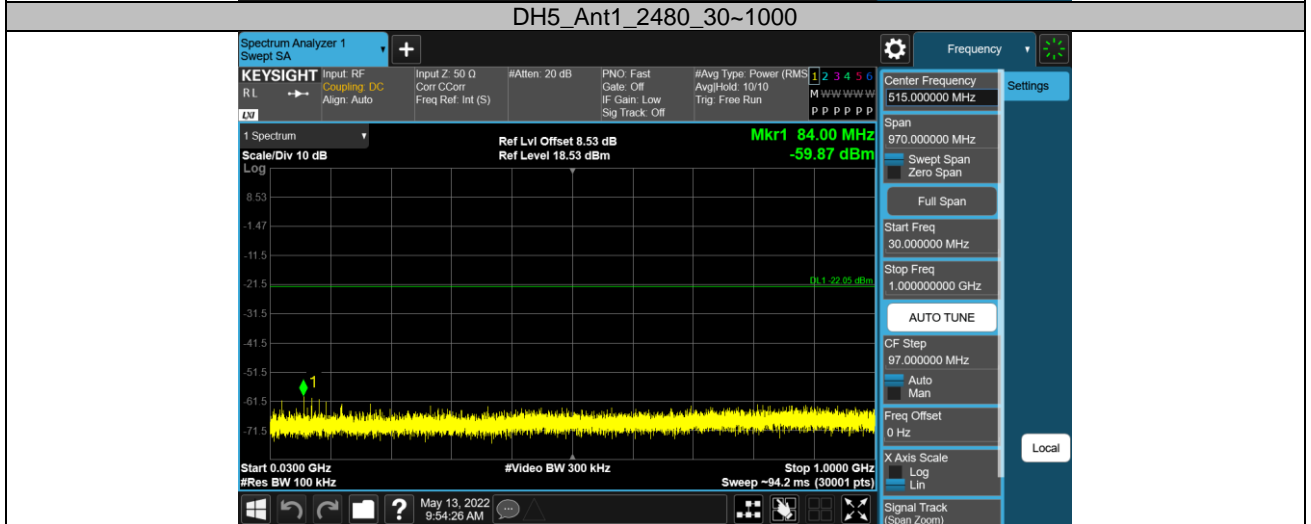 DH5_Ant1_2480_30~1000
Spectrum Analyzer 1
Swept SA
Frequency
KEYSIGHT
RL
LXI
Input: RF
Coupling: DC
Align: Auto
Input Z: 50 Ω
Corr CCorr
Freq Ref: Int (S)
#Atten: 20 dB
PNO: Fast
Gate: Off
IF Gain: Low
Sig Track: Off
#Avg Type: Power (RMS
Avg|Hold: 10/10
Trig: Free Run
1 2 3 4 5 6
M W W W W W
P P P P P P
1 Spectrum
Scale/Div 10 dB
Log
Ref Lvl Offset 8.53 dB
Ref Level 18.53 dBm
Mkr1 84.00 MHz
-59.87 dBm
8.53
-1.47
-11.5
-21.5
DL1 -22.05 dBm
-31.5
-41.5
-51.5
1
-61.5
-71.5
Start 0.0300 GHz
#Res BW 100 kHz
#Video BW 300 kHz
Stop 1.0000 GHz
Sweep ~94.2 ms (30001 pts)
Center Frequency
515.000000 MHz
Settings
Span
970.000000 MHz
Swept Span
Zero Span
Full Span
Start Freq
30.000000 MHz
Stop Freq
1.000000000 GHz
AUTO TUNE
CF Step
97.000000 MHz
Auto
Man
Freq Offset
0 Hz
Local
X Axis Scale
Log
Lin
Signal Track
(Span Zoom)
?
May 13, 2022
9:54:26 AM